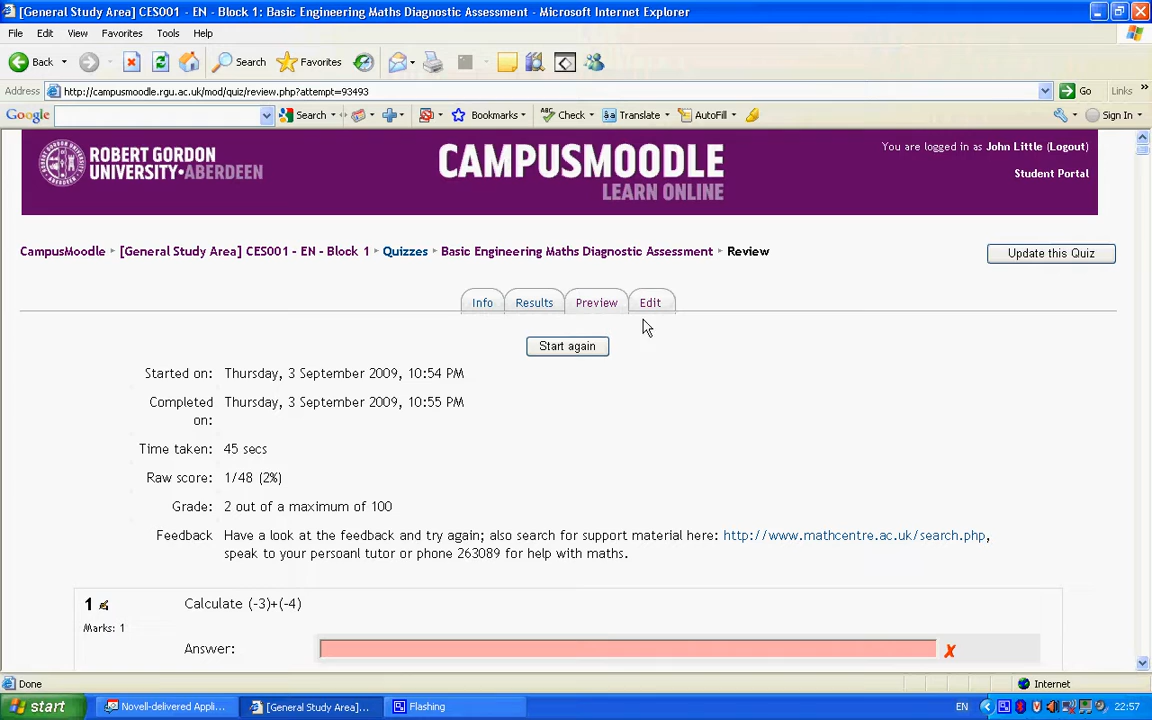 [General Study Area] CES001 - EN - Block 1: Basic Engineering Maths Diagnostic Assessment - Microsoft Internet Explorer
File Edit View Favorites Tools Help
Back Search Favorites
Address http://campusmoodle.rgu.ac.uk/mod/quiz/review.php?attempt=93493 Go Links »
Google Search Bookmarks Check Translate AutoFill Sign In
ROBERT GORDON
UNIVERSITY•ABERDEEN
CAMPUSMOODLE
LEARN ONLINE
You are logged in as John Little (Logout)
Student Portal
CampusMoodle ▸ [General Study Area] CES001 - EN - Block 1 ▸ Quizzes ▸ Basic Engineering Maths Diagnostic Assessment ▸ Review
Update this Quiz
Info Results Preview Edit
Start again
Started on: Thursday, 3 September 2009, 10:54 PM
Completed on: Thursday, 3 September 2009, 10:55 PM
Time taken: 45 secs
Raw score: 1/48 (2%)
Grade: 2 out of a maximum of 100
Feedback Have a look at the feedback and try again; also search for support material here: http://www.mathcentre.ac.uk/search.php,
speak to your persoanl tutor or phone 263089 for help with maths.
1 Calculate (-3)+(-4)
Marks: 1
Answer:
Done Internet
start Novell-delivered Appli... [General Study Area]... Flashing EN 22:57